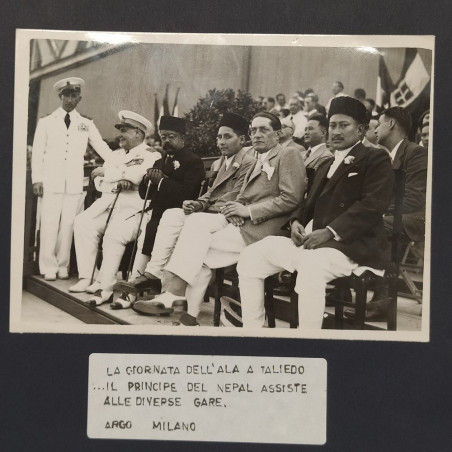 LA GIORNATA DELL'ALA A TALIEDO
...IL PRINCIPE DEL NEPAL ASSISTE
ALLE DIVERSE GARE.
ARGO MILANO